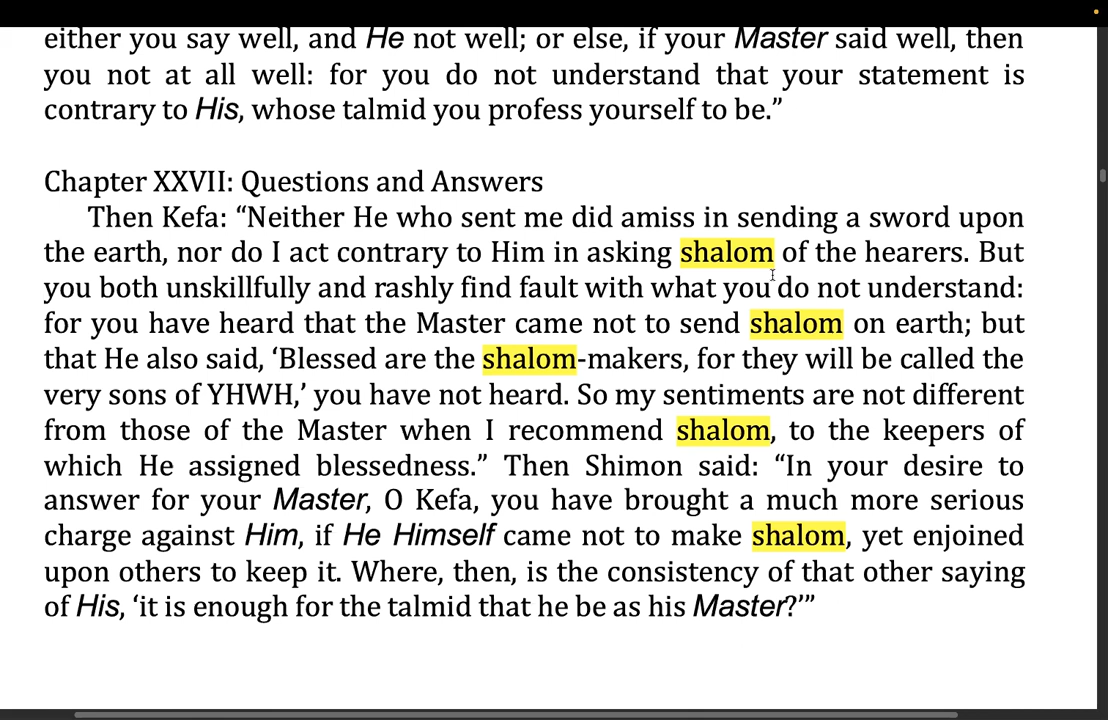 either you say well, and He not well; or else, if your Master said well, then
you not at all well: for you do not understand that your statement is
contrary to His, whose talmid you profess yourself to be.”
Chapter XXVII: Questions and Answers
Then Kefa: “Neither He who sent me did amiss in sending a sword upon
the earth, nor do I act contrary to Him in asking shalom of the hearers. But
you both unskillfully and rashly find fault with what you do not understand:
for you have heard that the Master came not to send shalom on earth; but
that He also said, ‘Blessed are the shalom-makers, for they will be called the
very sons of YHWH,’ you have not heard. So my sentiments are not different
from those of the Master when I recommend shalom, to the keepers of
which He assigned blessedness.” Then Shimon said: “In your desire to
answer for your Master, O Kefa, you have brought a much more serious
charge against Him, if He Himself came not to make shalom, yet enjoined
upon others to keep it. Where, then, is the consistency of that other saying
of His, ‘it is enough for the talmid that he be as his Master?’”